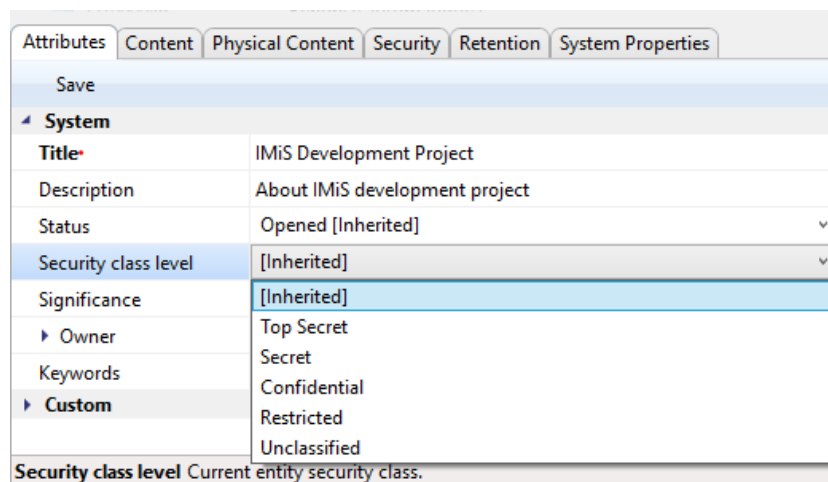 Attributes Content Physical Content Security Retention System Properties
Save
System
Title•
IMiS Development Project
Description
About IMiS development project
Status
Opened [Inherited]
Security class level
[Inherited]
Significance
[Inherited]
Top Secret
Owner
Secret
Keywords
Confidential
Custom
Restricted
Unclassified
Security class level Current entity security class.